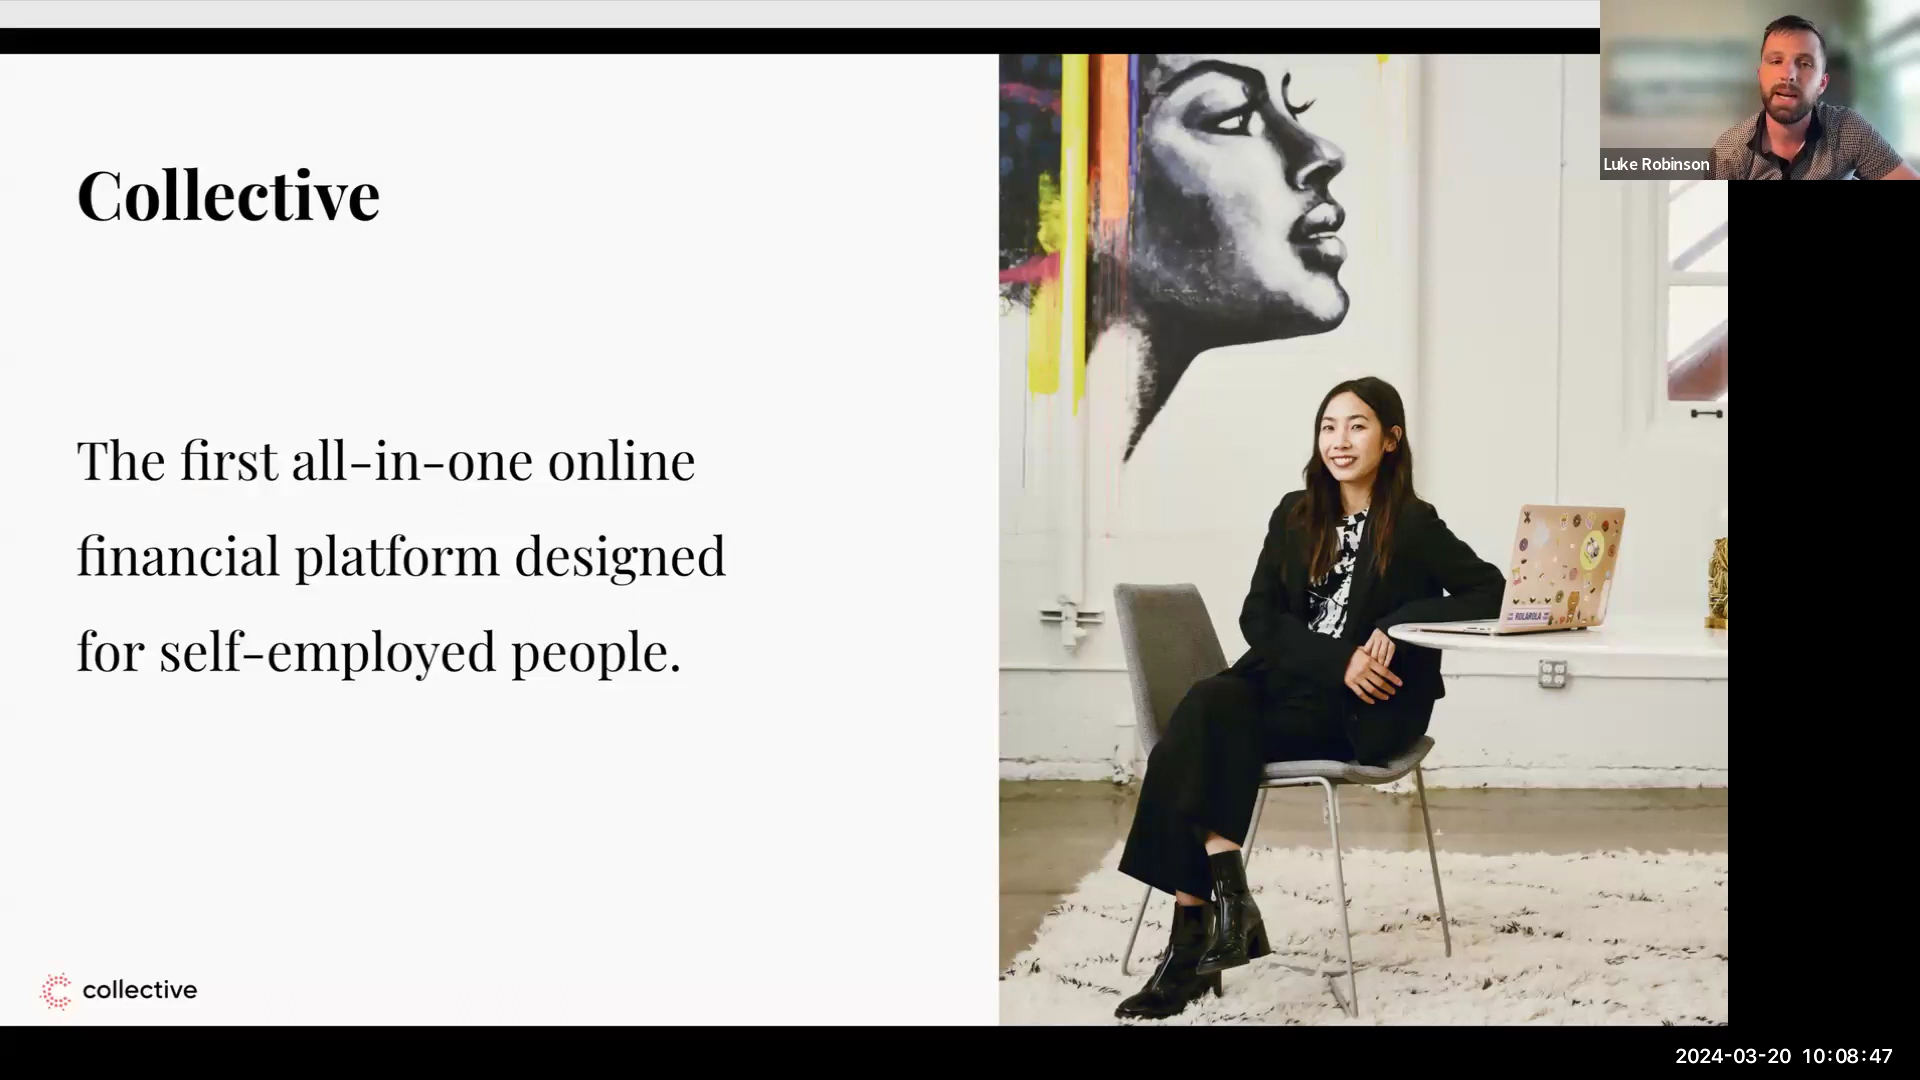 Collective
The first all-in-one online
financial platform designed
for self-employed people.
collective
Luke Robinson
ROLAROLA
2024-03-20 10:08:47